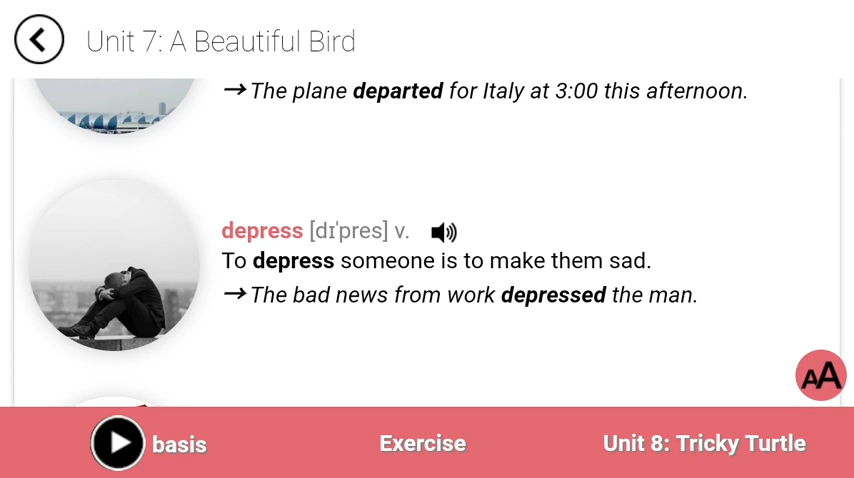 Unit 7: A Beautiful Bird
→ The plane departed for Italy at 3:00 this afternoon.
depress [dɪˈpres] v.
To depress someone is to make them sad.
→ The bad news from work depressed the man.
AA
basis
Exercise
Unit 8: Tricky Turtle